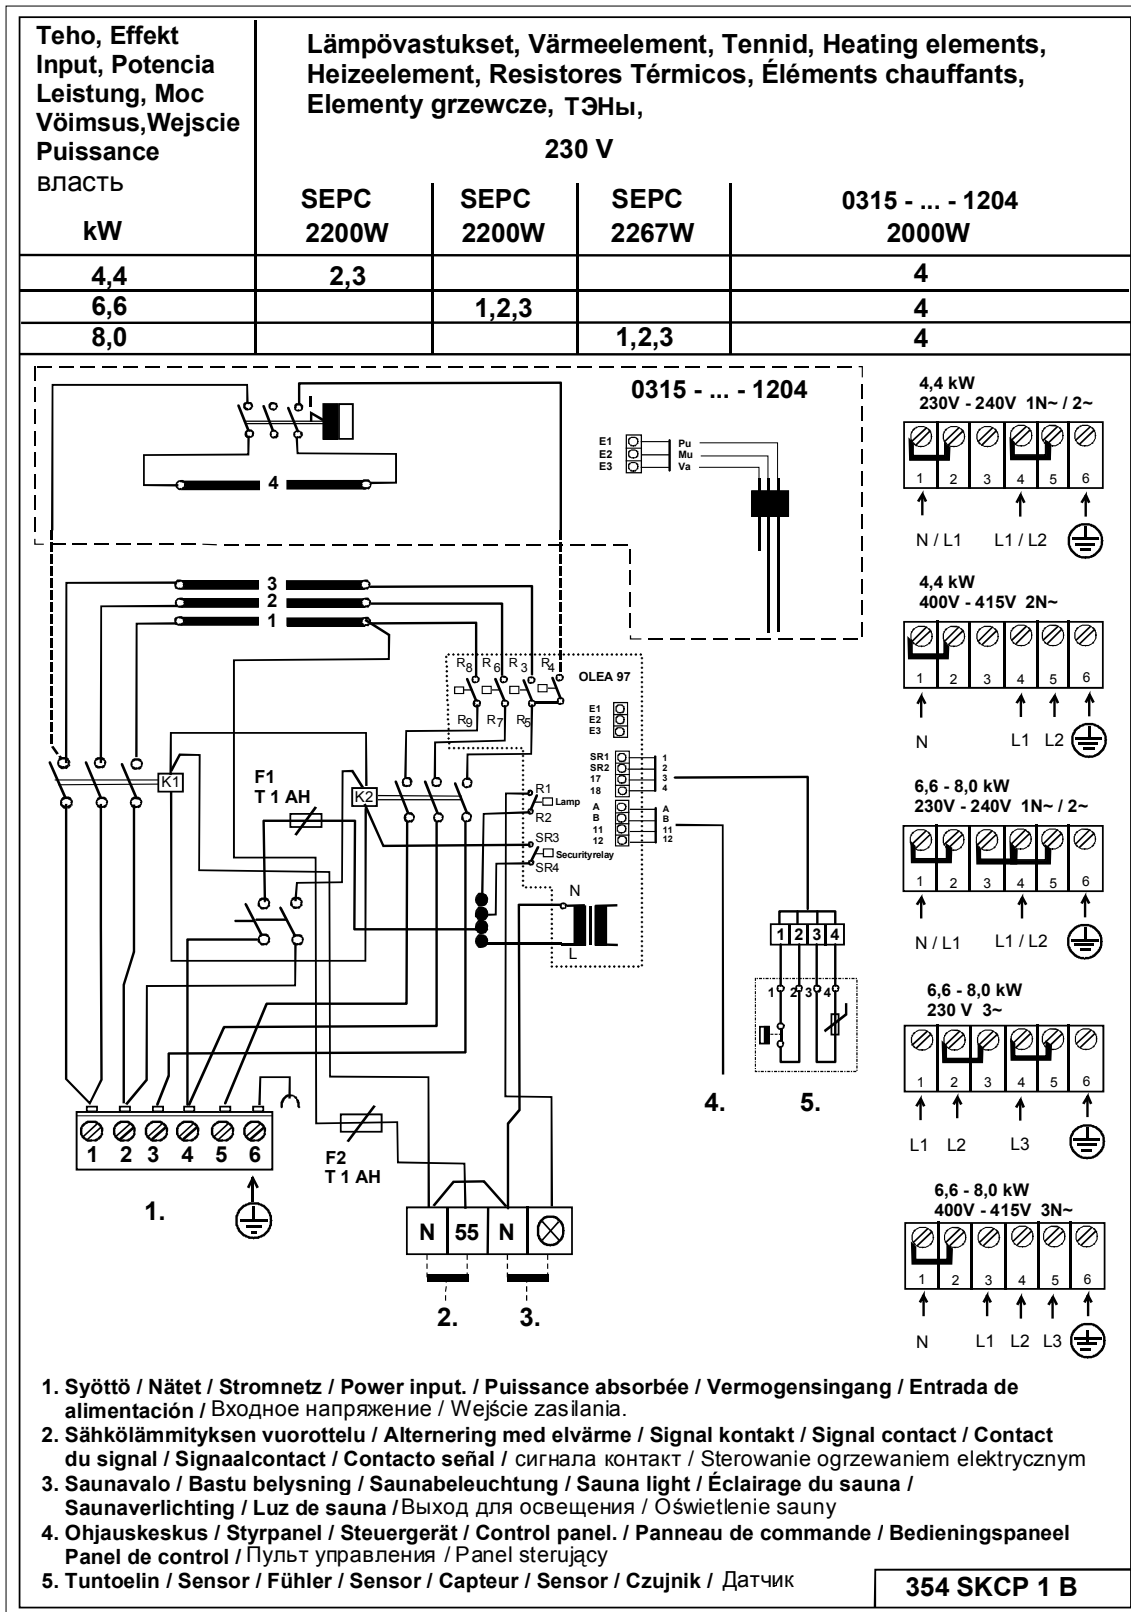 Teho, Effekt
Input, Potencia
Leistung, Moc
Vöimsus,Wejscie
Puissance
власть
kW
Lämpövastukset, Värmeelement, Tennid, Heating elements,
Heizeelement, Resistores Térmicos, Éléments chauffants,
Elementy grzewcze, ТЭНы,
230 V
SEPC SEPC SEPC 0315 - ... - 1204
2200W 2200W 2267W 2000W
4,4 2,3 4
6,6 1,2,3 4
8,0 1,2,3 4
0315 - ... - 1204
4
E1 Pu
E2 Mu
E3 Va
3
2
1
R8 R6 R3 R4
OLEA 97
R9 R7 R5
E1
E2
E3
SR1 1
SR2 2
17 3
18 4
A A
B B
11 11
12 12
K1
F1
T 1 AH
K2
R1
Lamp
R2
SR3
Securityrelay
SR4
N
L
1 2 3 4
1 2 3 4
4.
5.
1 2 3 4 5 6
1.
F2
T 1 AH
N 55 N
2.
3.
4,4 kW
230V - 240V 1N~ / 2~
1 2 3 4 5 6
N / L1 L1 / L2
4,4 kW
400V - 415V 2N~
1 2 3 4 5 6
N L1 L2
6,6 - 8,0 kW
230V - 240V 1N~ / 2~
1 2 3 4 5 6
N / L1 L1 / L2
6,6 - 8,0 kW
230 V 3~
1 2 3 4 5 6
L1 L2 L3
6,6 - 8,0 kW
400V - 415V 3N~
1 2 3 4 5 6
N L1 L2 L3
1. Syöttö / Nätet / Stromnetz / Power input. / Puissance absorbée / Vermogensingang / Entrada de
alimentación / Входное напряжение / Wejście zasilania.
2. Sähkölämmityksen vuorottelu / Alternering med elvärme / Signal kontakt / Signal contact / Contact
du signal / Signaalcontact / Contacto señal / сигнала контакт / Sterowanie ogrzewaniem elektrycznym
3. Saunavalo / Bastu belysning / Saunabeleuchtung / Sauna light / Éclairage du sauna /
Saunaverlichting / Luz de sauna /Выход для освещения / Oświetlenie sauny
4. Ohjauskeskus / Styrpanel / Steuergerät / Control panel. / Panneau de commande / Bedieningspaneel
Panel de control / Пульт управления / Panel sterujący
5. Tuntoelin / Sensor / Fühler / Sensor / Capteur / Sensor / Czujnik / Датчик
354 SKCP 1 B